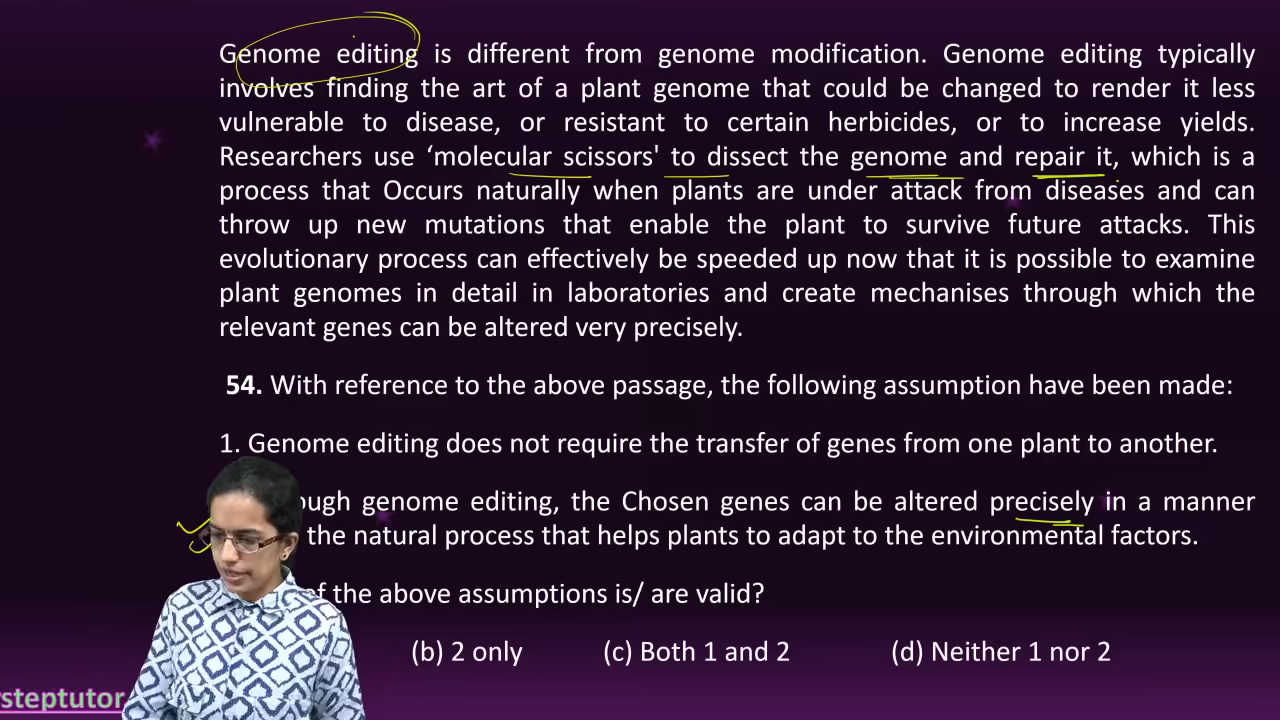 Genome editing is different from genome modification. Genome editing typically
involves finding the art of a plant genome that could be changed to render it less
vulnerable to disease, or resistant to certain herbicides, or to increase yields.
Researchers use ‘molecular scissors' to dissect the genome and repair it, which is a
process that Occurs naturally when plants are under attack from diseases and can
throw up new mutations that enable the plant to survive future attacks. This
evolutionary process can effectively be speeded up now that it is possible to examine
plant genomes in detail in laboratories and create mechanises through which the
relevant genes can be altered very precisely.
54. With reference to the above passage, the following assumption have been made:
1. Genome editing does not require the transfer of genes from one plant to another.
genome editing, the Chosen genes can be altered precisely in a manner
the natural process that helps plants to adapt to the environmental factors.
of the above assumptions is/ are valid?
(b) 2 only (c) Both 1 and 2 (d) Neither 1 nor 2
steptutor